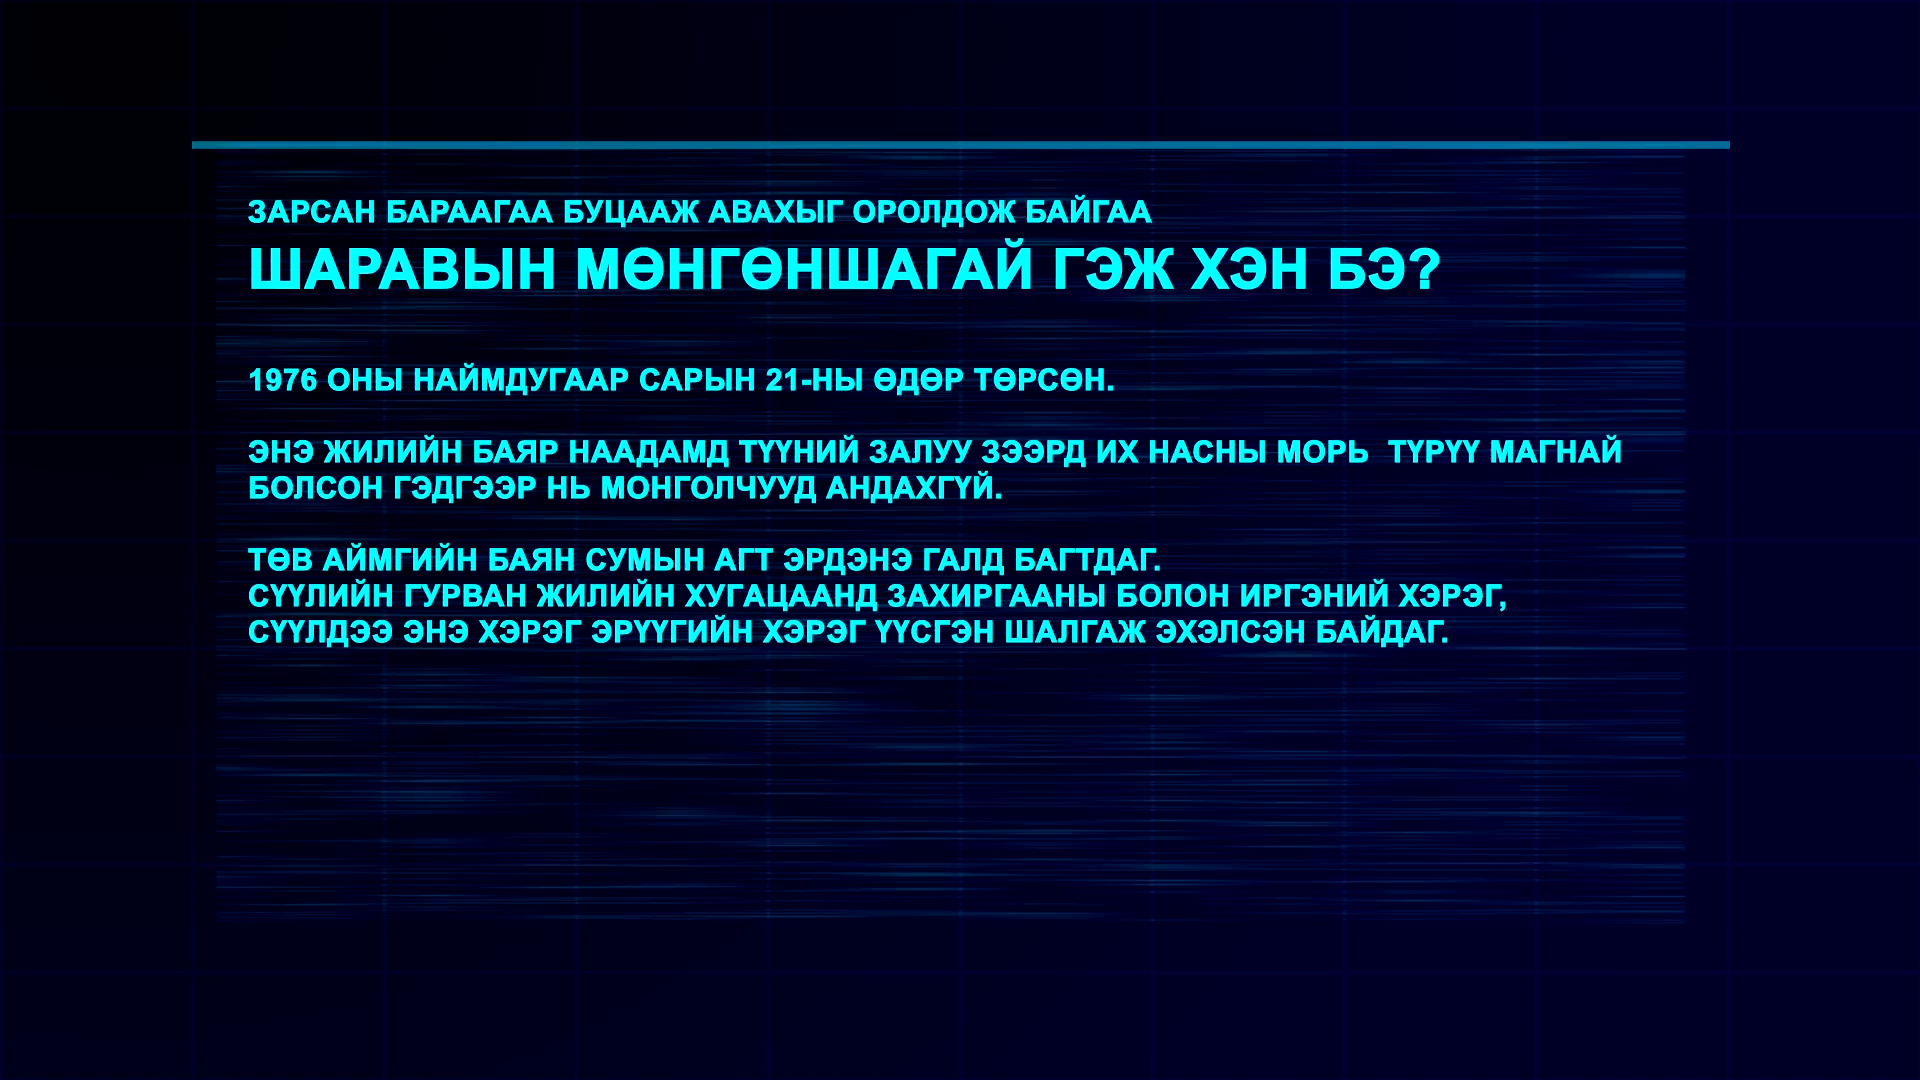 ЗАРСАН БАРААГАА БУЦААЖ АВАХЫГ ОРОЛДОЖ БАЙГАА
ШАРАВЫН МӨНГӨНШАГАЙ ГЭЖ ХЭН БЭ?
1976 ОНЫ НАЙМДУГААР САРЫН 21-НЫ ӨДӨР ТӨРСӨН.
ЭНЭ ЖИЛИЙН БАЯР НААДАМД ТҮҮНИЙ ЗАЛУУ ЗЭЭРД ИХ НАСНЫ МОРЬ ТҮРҮҮ МАГНАЙ
БОЛСОН ГЭДГЭЭР НЬ МОНГОЛЧУУД АНДАХГҮЙ.
ТӨВ АЙМГИЙН БАЯН СУМЫН АГТ ЭРДЭНЭ ГАЛД БАГТДАГ.
СҮҮЛИЙН ГУРВАН ЖИЛИЙН ХУГАЦААНД ЗАХИРГААНЫ БОЛОН ИРГЭНИЙ ХЭРЭГ,
СҮҮЛДЭЭ ЭНЭ ХЭРЭГ ЭРҮҮГИЙН ХЭРЭГ ҮҮСГЭН ШАЛГАЖ ЭХЭЛСЭН БАЙДАГ.